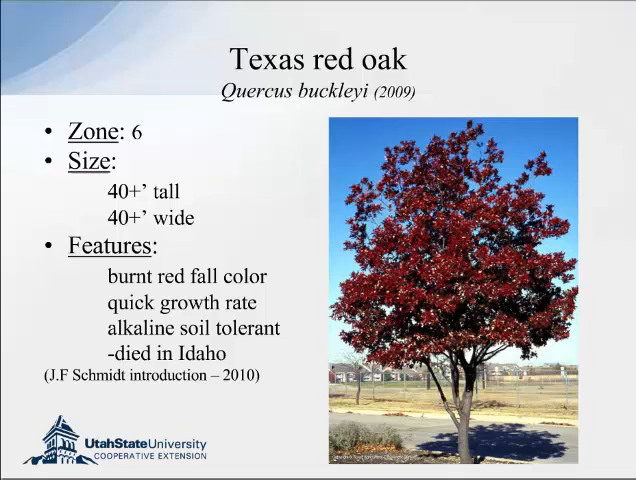 Texas red oak
Quercus buckleyi (2009)
• Zone: 6
• Size:
40+’ tall
40+’ wide
• Features:
burnt red fall color
quick growth rate
alkaline soil tolerant
-died in Idaho
(J.F Schmidt introduction – 2010)
UtahStateUniversity
COOPERATIVE EXTENSION